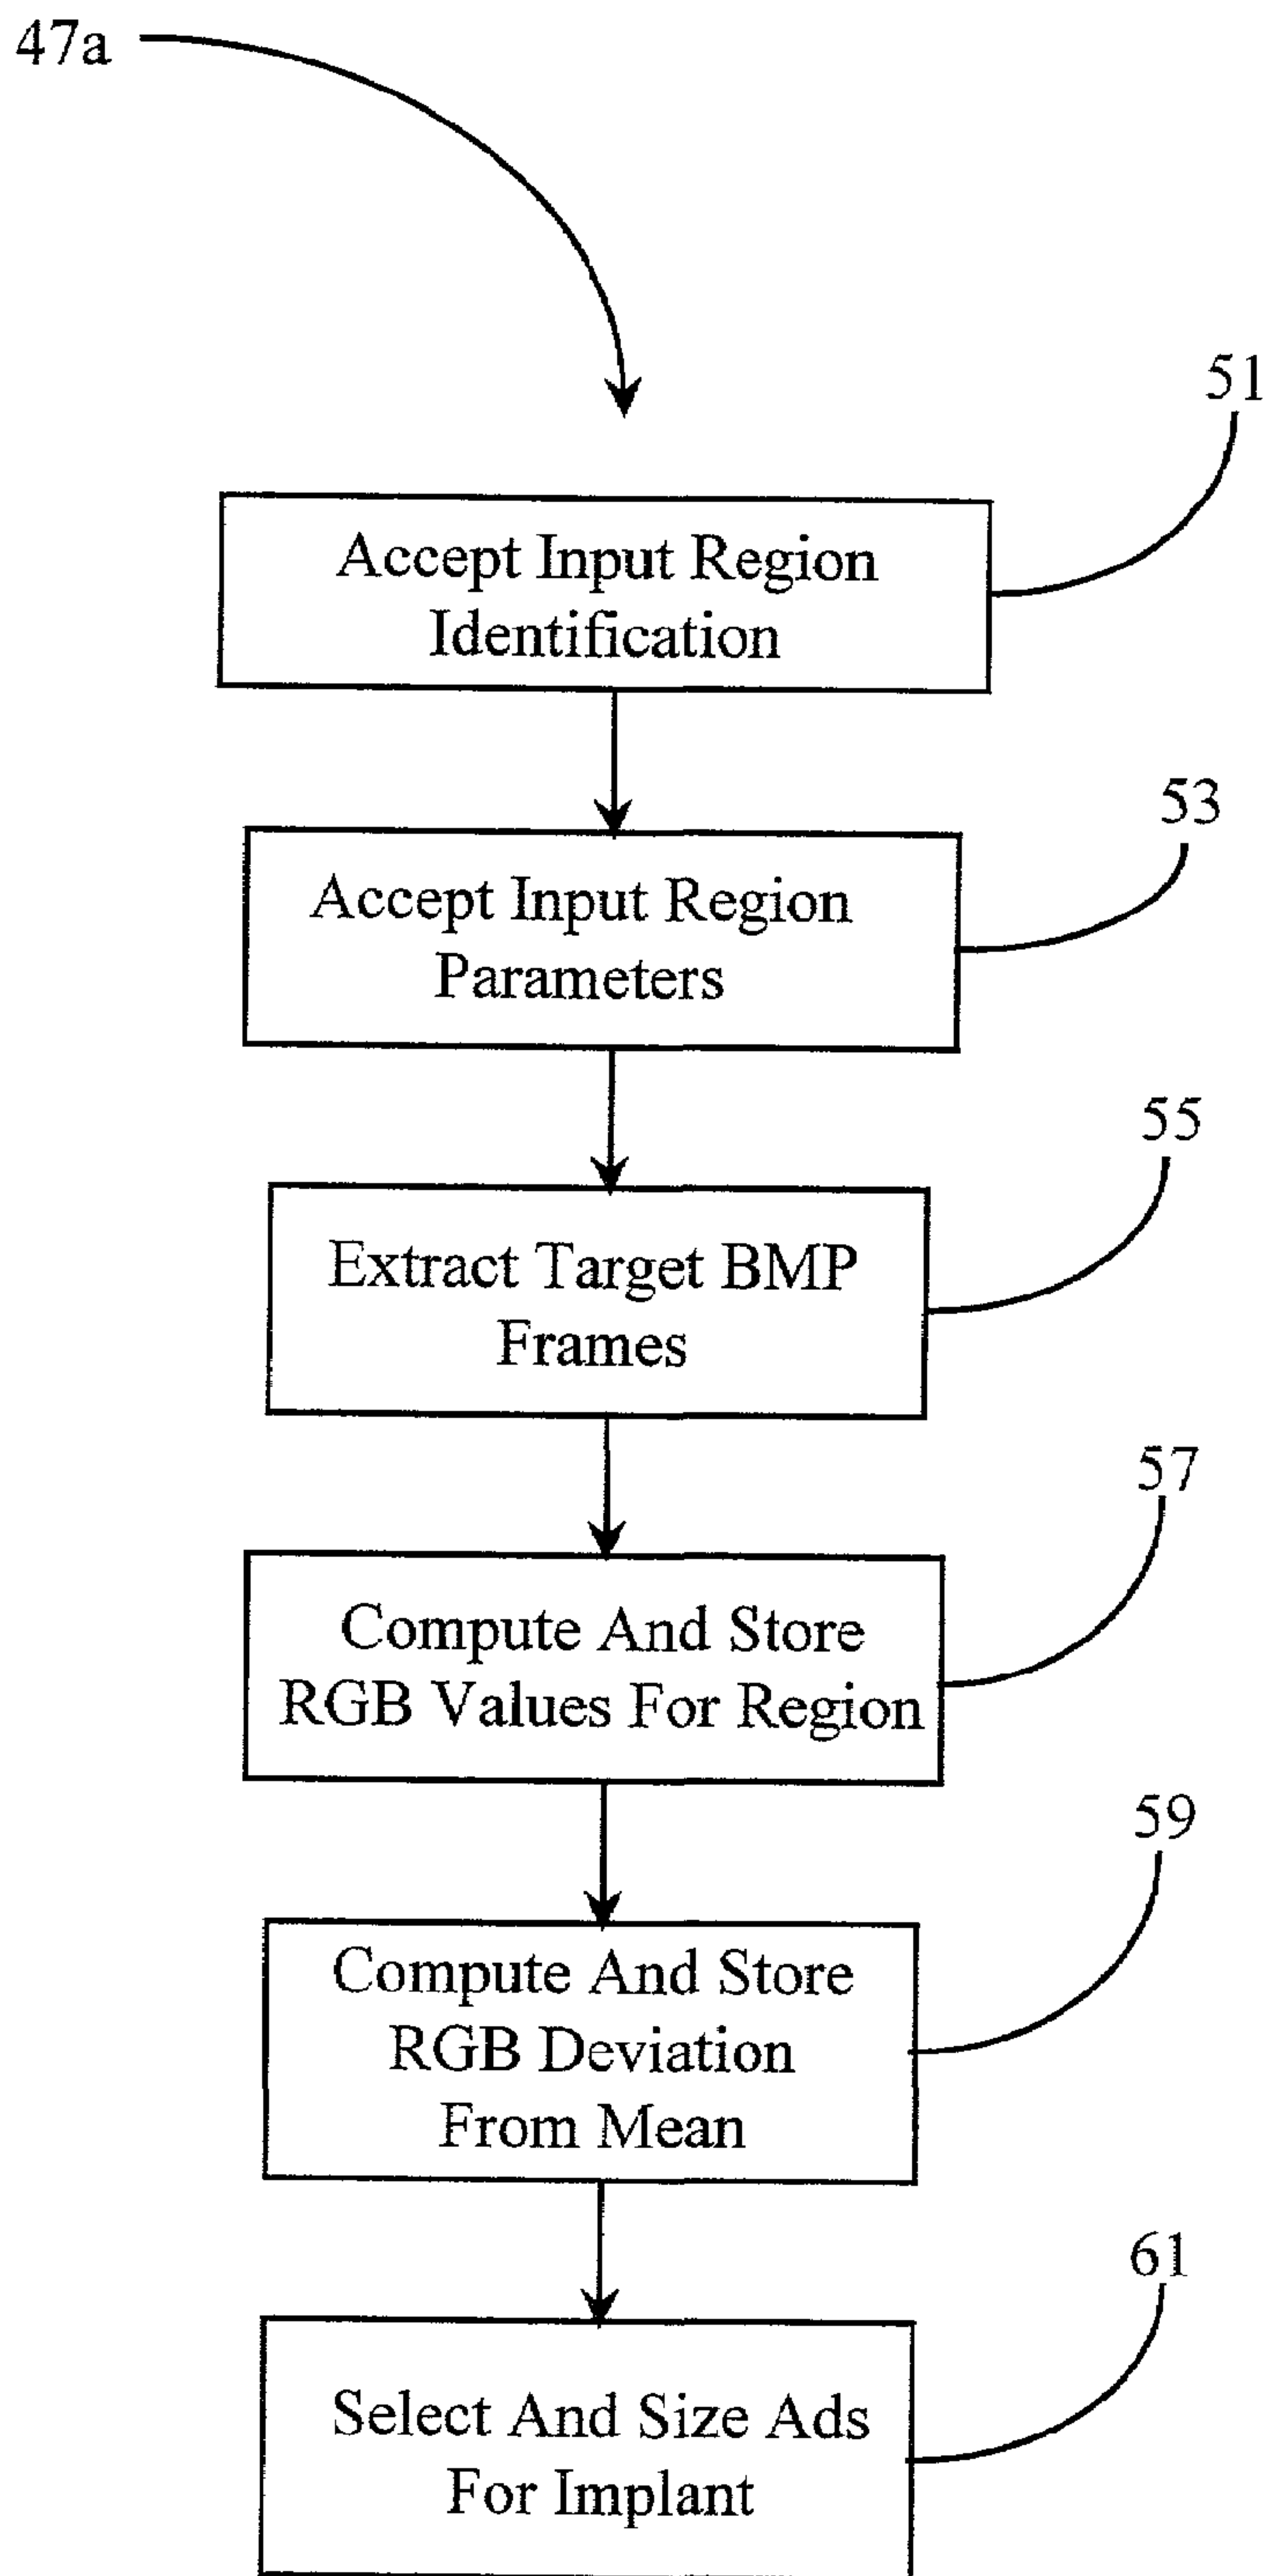 47a
51
Accept Input Region
Identification
53
Accept Input Region
Parameters
55
Extract Target BMP
Frames
57
Compute And Store
RGB Values For Region
59
Compute And Store
RGB Deviation
From Mean
61
Select And Size Ads
For Implant